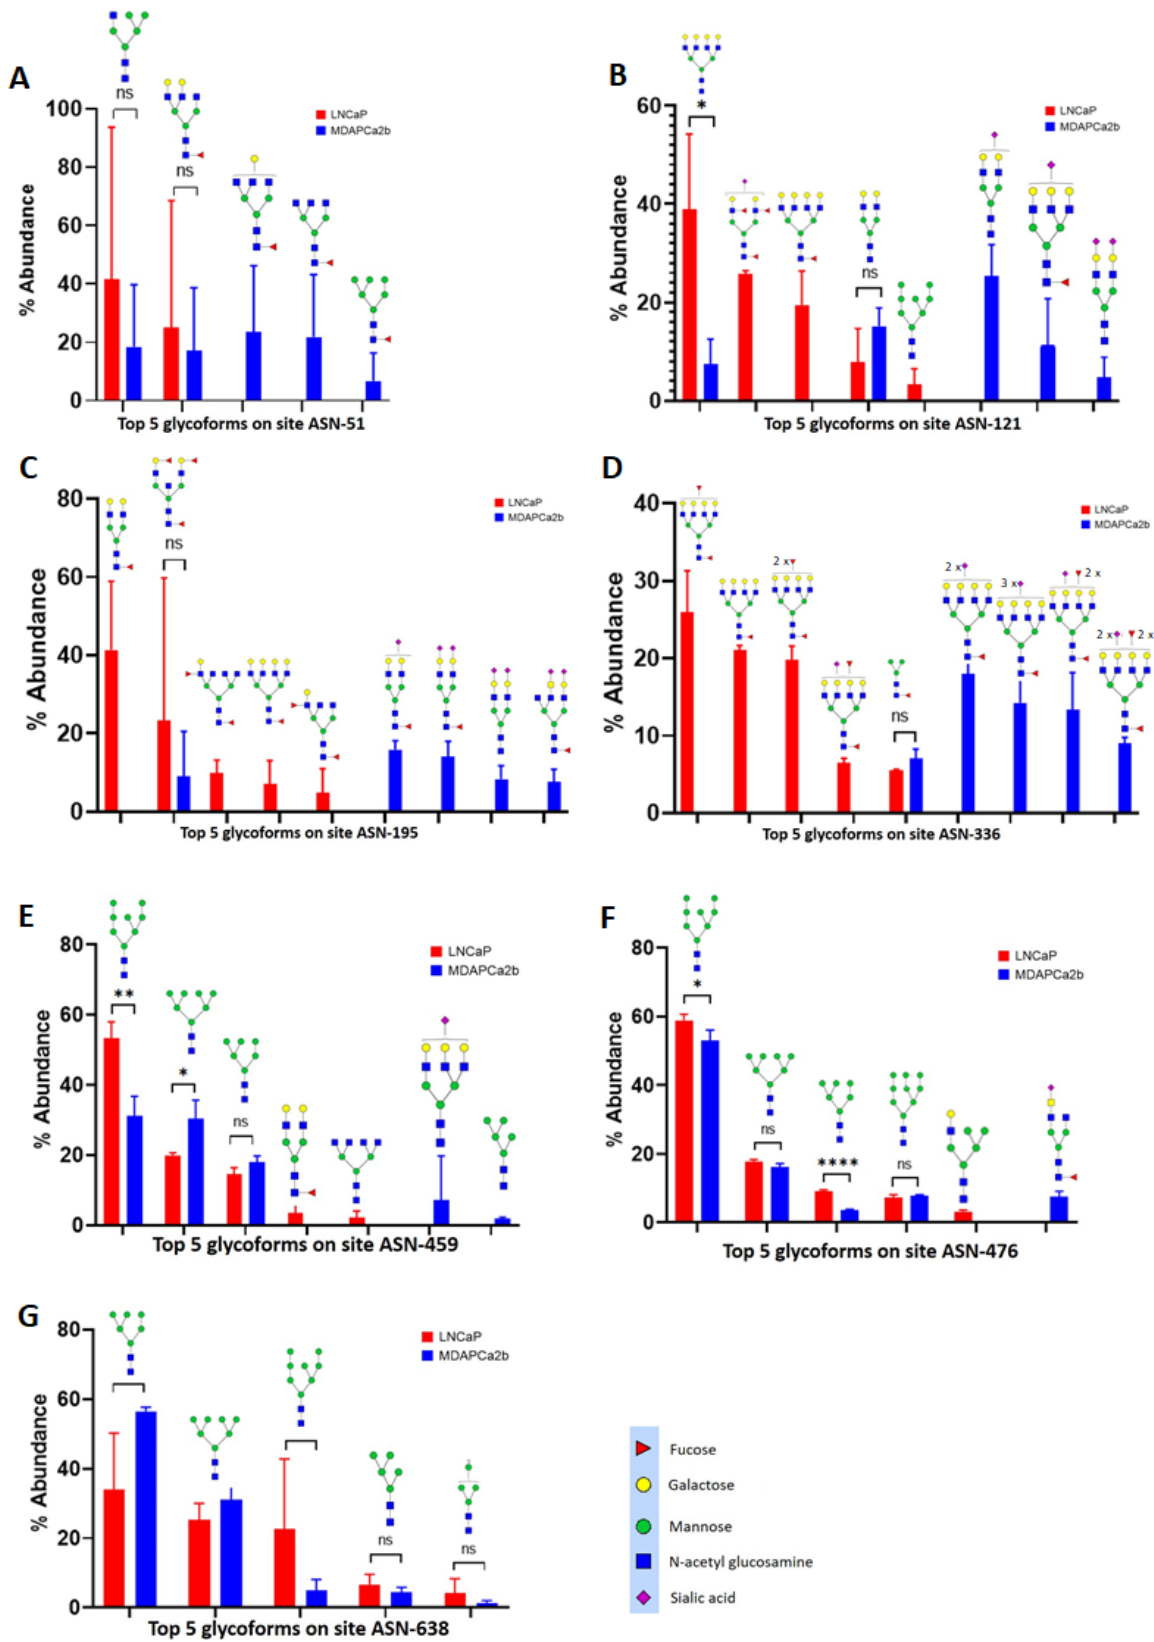 A
% Abundance
100
80
60
40
20
0
ns
ns
LNCaP
MDAPCa2b
Top 5 glycoforms on site ASN-51
B
% Abundance
60
40
20
0
*
ns
LNCaP
MDAPCa2b
Top 5 glycoforms on site ASN-121
C
% Abundance
80
60
40
20
0
ns
LNCaP
MDAPCa2b
Top 5 glycoforms on site ASN-195
D
% Abundance
40
30
20
10
0
2 x
ns
2 x
3 x
2 x
2 x
2 x
LNCaP
MDAPCa2b
Top 5 glycoforms on site ASN-336
E
% Abundance
80
60
40
20
0
**
*
ns
LNCaP
MDAPCa2b
Top 5 glycoforms on site ASN-459
F
% Abundance
80
60
40
20
0
*
ns
****
ns
LNCaP
MDAPCa2b
Top 5 glycoforms on site ASN-476
G
% Abundance
80
60
40
20
0
ns
ns
LNCaP
MDAPCa2b
Top 5 glycoforms on site ASN-638
Fucose
Galactose
Mannose
N-acetyl glucosamine
Sialic acid